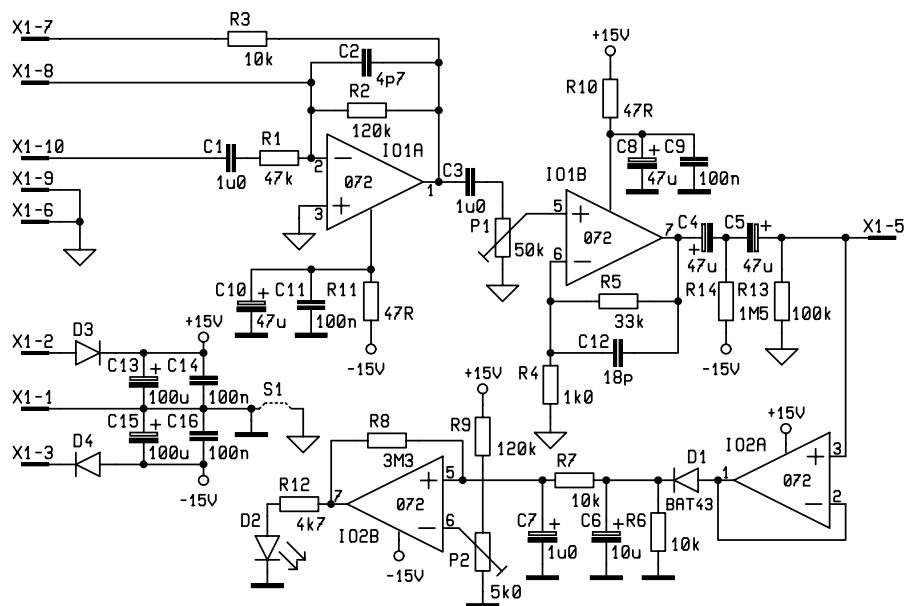 X1-7
R3
10k
C2
4p7
+15V
X1-8
R2
120k
R10
47R
X1-10
C1
1u0
R1
47k
IO1A
2
3
072
1
C3
1u0
C8
47u
+
C9
100n
X1-9
X1-6
IO1B
P1
50k
5
6
072
7
C4
+
47u
C5
+
47u
X1-5
C10
+
47u
C11
100n
R11
47R
-15V
R5
33k
R14
1M5
-15V
R13
100k
C12
18p
R4
1k0
X1-2
D3
+15V
C13
+
100u
C14
100n
X1-1
S1
C15
+
100u
C16
100n
X1-3
D4
-15V
+15V
R8
3M3
R9
120k
+15V
IO2A
R12
4k7
7
072
5
6
IO2B
-15V
D2
P2
5k0
R7
10k
C7
+
1u0
C6
+
10u
R6
10k
D1
BAT43
1
072
3
2